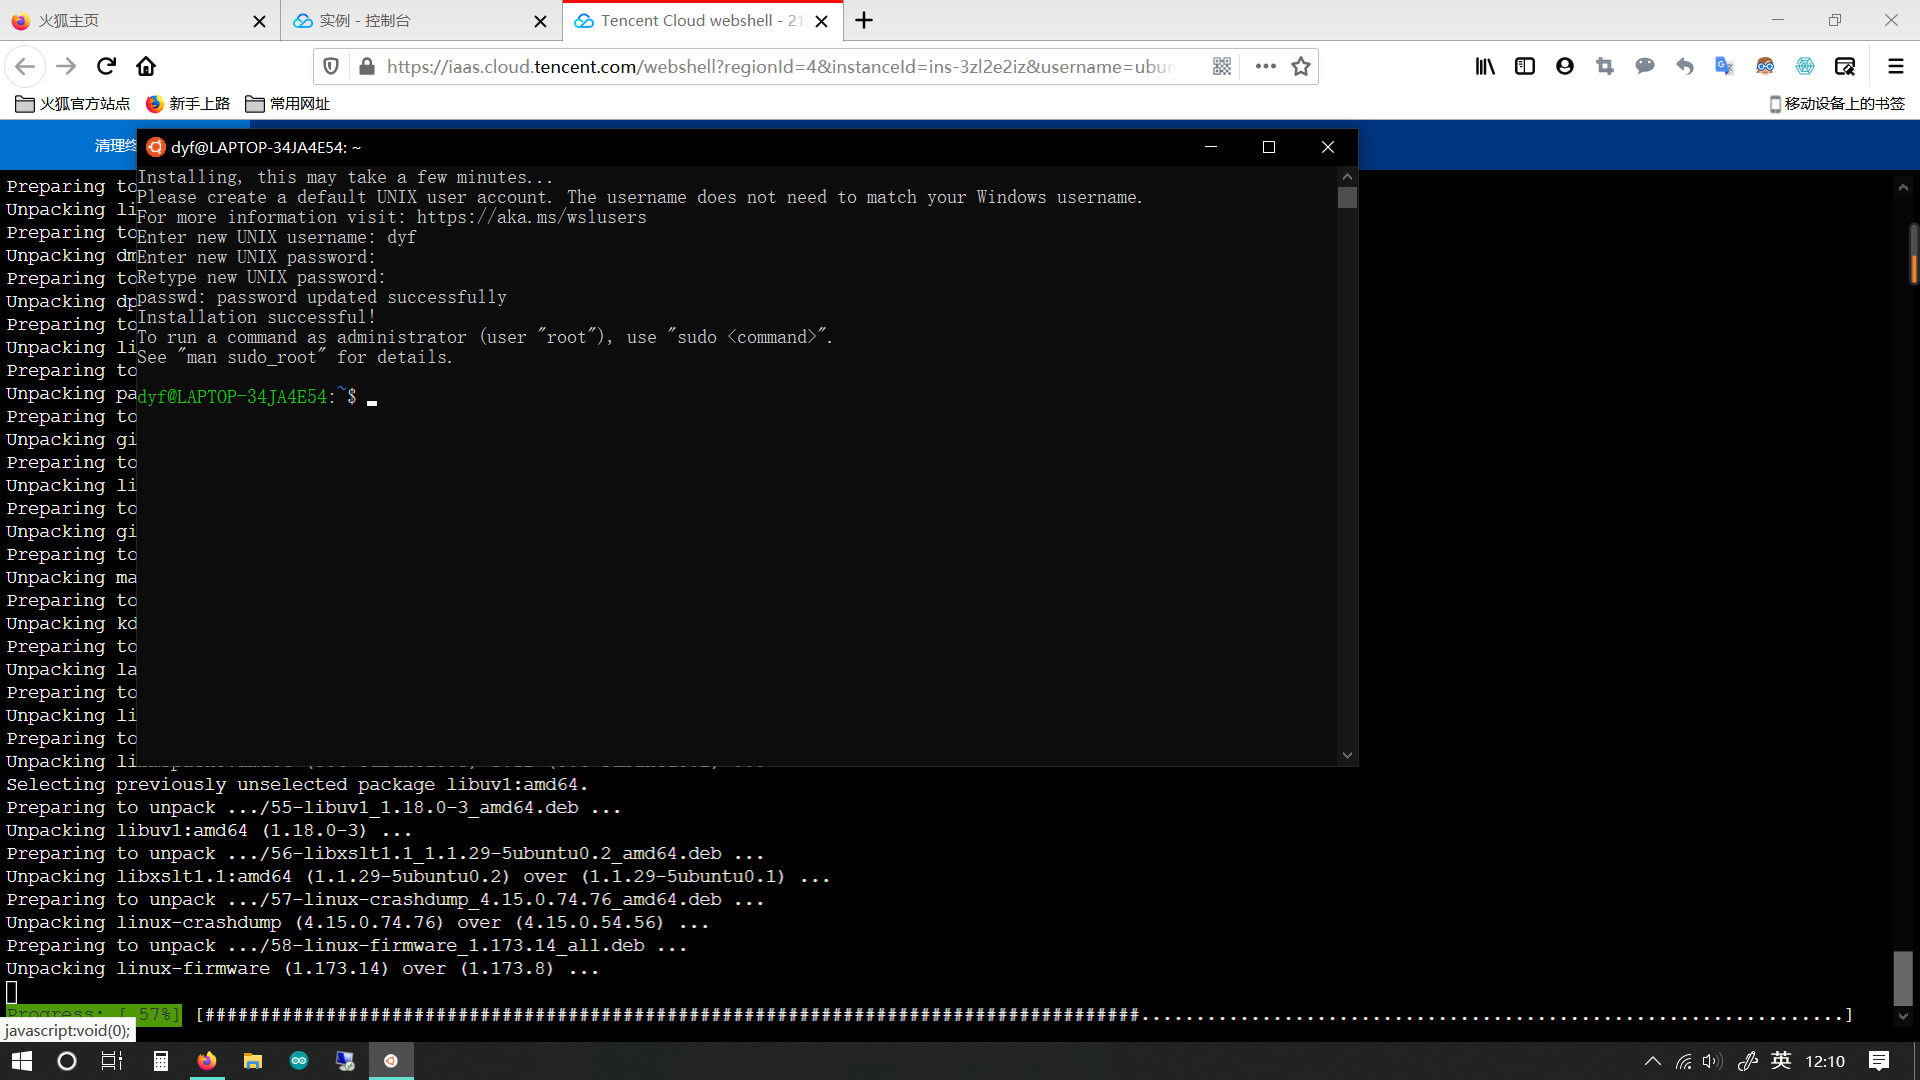 火狐主页
实例 - 控制台
Tencent Cloud webshell - 21
https://iaas.cloud.tencent.com/webshell?regionId=4&instanceId=ins-3zl2e2iz&username=ubun
火狐官方站点
新手上路
常用网址
移动设备上的书签
清理终
dyf@LAPTOP-34JA4E54: ~
Installing, this may take a few minutes...
Please create a default UNIX user account. The username does not need to match your Windows username.
For more information visit: https://aka.ms/wslusers
Enter new UNIX username: dyf
Enter new UNIX password:
Retype new UNIX password:
passwd: password updated successfully
Installation successful!
To run a command as administrator (user "root"), use "sudo <command>".
See "man sudo_root" for details.
dyf@LAPTOP-34JA4E54:~$
Preparing to
Unpacking li
Preparing to
Unpacking dm
Preparing to
Unpacking dp
Preparing to
Unpacking li
Preparing to
Unpacking pa
Preparing to
Unpacking gi
Preparing to
Unpacking li
Preparing to
Unpacking gi
Preparing to
Unpacking ma
Preparing to
Unpacking kd
Preparing to
Unpacking la
Preparing to
Unpacking li
Preparing to
Unpacking li
Selecting previously unselected package libuv1:amd64.
Preparing to unpack .../55-libuv1_1.18.0-3_amd64.deb ...
Unpacking libuv1:amd64 (1.18.0-3) ...
Preparing to unpack .../56-libxslt1.1_1.1.29-5ubuntu0.2_amd64.deb ...
Unpacking libxslt1.1:amd64 (1.1.29-5ubuntu0.2) over (1.1.29-5ubuntu0.1) ...
Preparing to unpack .../57-linux-crashdump_4.15.0.74.76_amd64.deb ...
Unpacking linux-crashdump (4.15.0.74.76) over (4.15.0.54.56) ...
Preparing to unpack .../58-linux-firmware_1.173.14_all.deb ...
Unpacking linux-firmware (1.173.14) over (1.173.8) ...
Progress: [ 57%] [#####################################################################################................................................................]
javascript:void(0);
英
12:10